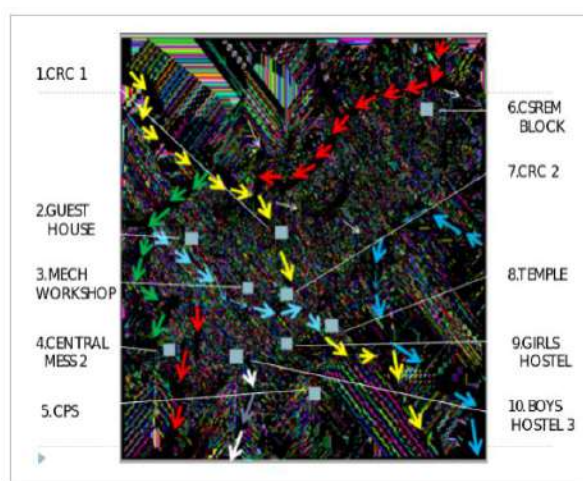 1.CRC 1
2.GUEST
HOUSE
3.MECH
WORKSHOP
4.CENTRAL
MESS 2
5.CPS
6.CSREM
BLOCK
7.CRC 2
8.TEMPLE
9.GIRLS
HOSTEL
10.BOYS
HOSTEL 3